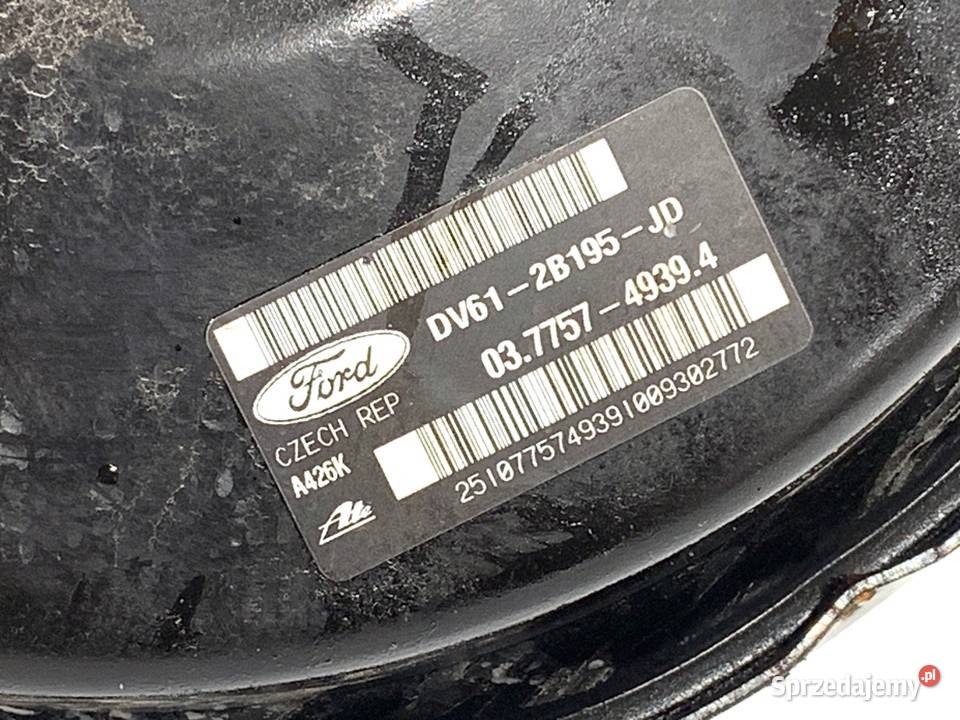 DV61-2B195-JD
03.7757-4939.4
Ford
CZECH REP
A426K
Ate
2510775749391009302772
Sprzedajemy.pl